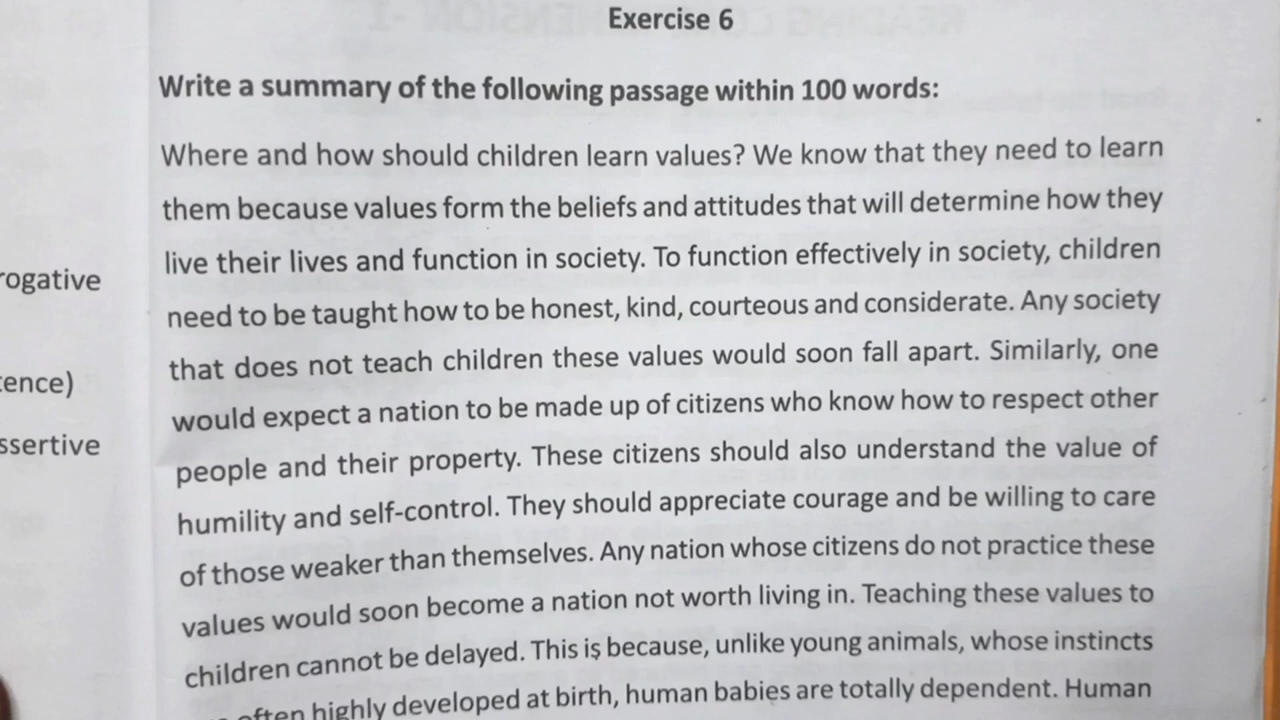 Exercise 6
Write a summary of the following passage within 100 words:
Where and how should children learn values? We know that they need to learn
them because values form the beliefs and attitudes that will determine how they
live their lives and function in society. To function effectively in society, children
need to be taught how to be honest, kind, courteous and considerate. Any society
that does not teach children these values would soon fall apart. Similarly, one
would expect a nation to be made up of citizens who know how to respect other
people and their property. These citizens should also understand the value of
humility and self-control. They should appreciate courage and be willing to care
of those weaker than themselves. Any nation whose citizens do not practice these
values would soon become a nation not worth living in. Teaching these values to
children cannot be delayed. This is because, unlike young animals, whose instincts
often highly developed at birth, human babies are totally dependent. Human
rogative
ence)
ssertive